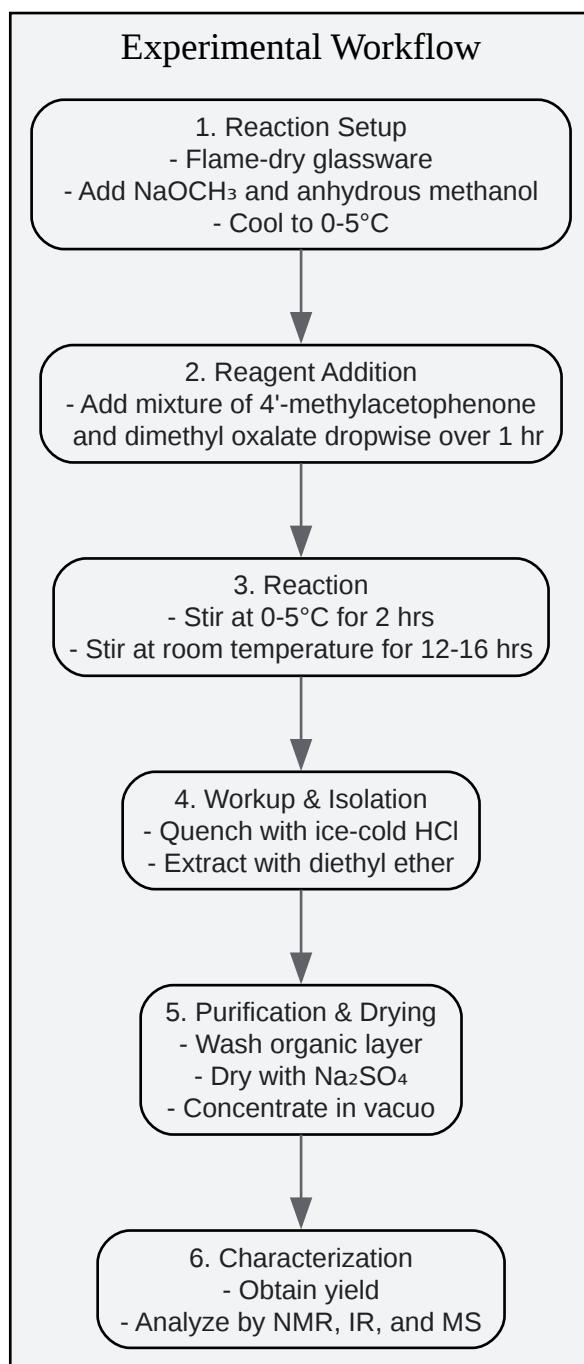 Experimental Workflow
1. Reaction Setup
- Flame-dry glassware
- Add NaOCH₃ and anhydrous methanol
- Cool to 0-5°C
2. Reagent Addition
- Add mixture of 4'-methylacetophenone
and dimethyl oxalate dropwise over 1 hr
3. Reaction
- Stir at 0-5°C for 2 hrs
- Stir at room temperature for 12-16 hrs
4. Workup & Isolation
- Quench with ice-cold HCl
- Extract with diethyl ether
5. Purification & Drying
- Wash organic layer
- Dry with Na₂SO₄
- Concentrate in vacuo
6. Characterization
- Obtain yield
- Analyze by NMR, IR, and MS